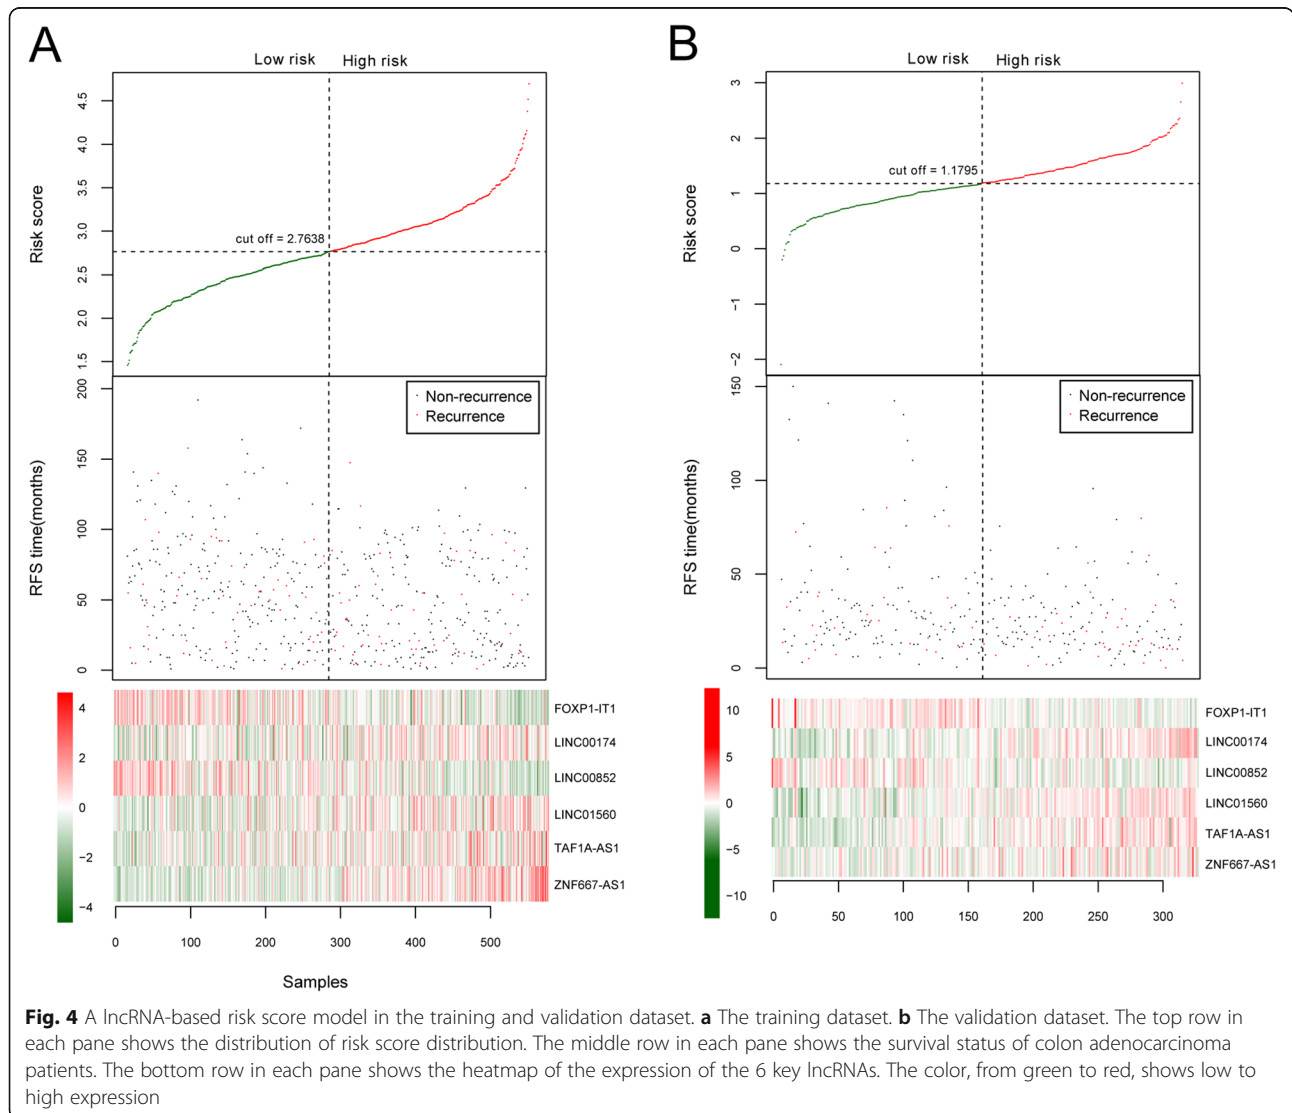 A
Low risk
High risk
Risk score
4.5
4.0
3.5
3.0
2.5
2.0
1.5
cut off = 2.7638
RFS time(months)
200
150
100
50
0
Non-recurrence
Recurrence
4
2
0
−2
−4
FOXP1-IT1
LINC00174
LINC00852
LINC01560
TAF1A-AS1
ZNF667-AS1
0 100 200 300 400 500
Samples
B
Low risk
High risk
Risk score
3
2
1
0
−1
−2
cut off = 1.1795
RFS time(months)
150
100
50
0
Non-recurrence
Recurrence
10
5
0
−5
−10
FOXP1-IT1
LINC00174
LINC00852
LINC01560
TAF1A-AS1
ZNF667-AS1
0 50 100 150 200 250 300
Fig. 4 A lncRNA-based risk score model in the training and validation dataset. a The training dataset. b The validation dataset. The top row in
each pane shows the distribution of risk score distribution. The middle row in each pane shows the survival status of colon adenocarcinoma
patients. The bottom row in each pane shows the heatmap of the expression of the 6 key lncRNAs. The color, from green to red, shows low to
high expression